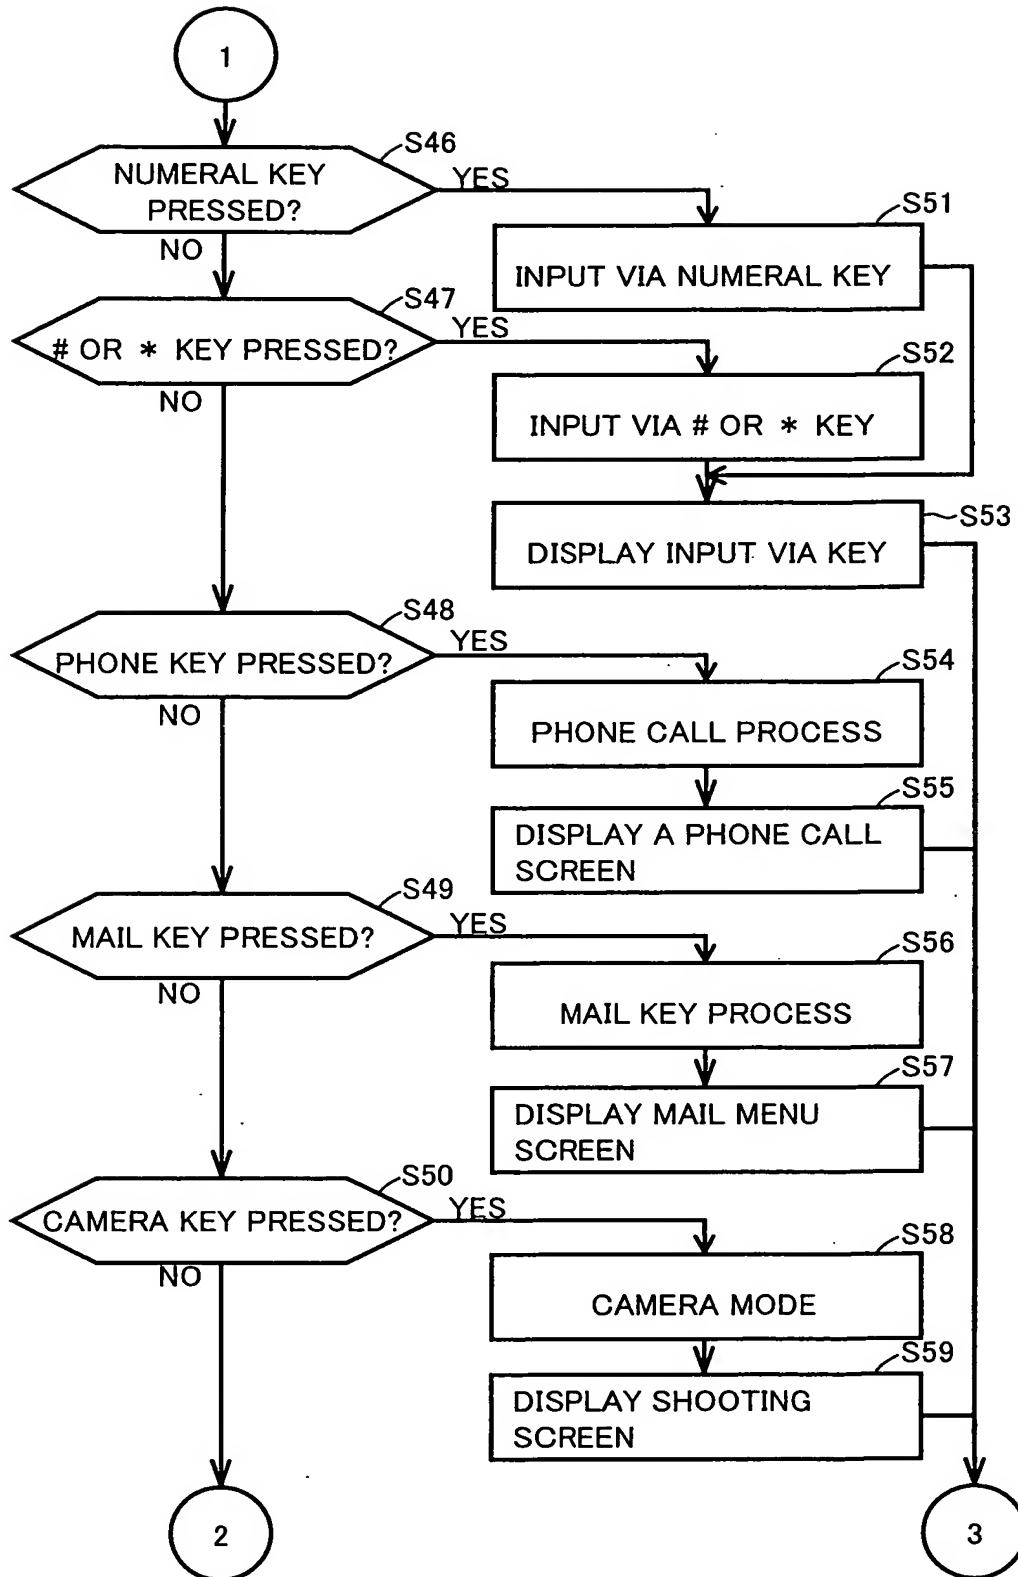 1
S46
NUMERAL KEY
PRESSED?
YES
NO
S51
INPUT VIA NUMERAL KEY
S47
# OR * KEY PRESSED?
YES
NO
S52
INPUT VIA # OR * KEY
S53
DISPLAY INPUT VIA KEY
S48
PHONE KEY PRESSED?
YES
NO
S54
PHONE CALL PROCESS
S55
DISPLAY A PHONE CALL
SCREEN
S49
MAIL KEY PRESSED?
YES
NO
S56
MAIL KEY PROCESS
S57
DISPLAY MAIL MENU
SCREEN
S50
CAMERA KEY PRESSED?
YES
NO
S58
CAMERA MODE
S59
DISPLAY SHOOTING
SCREEN
2
3